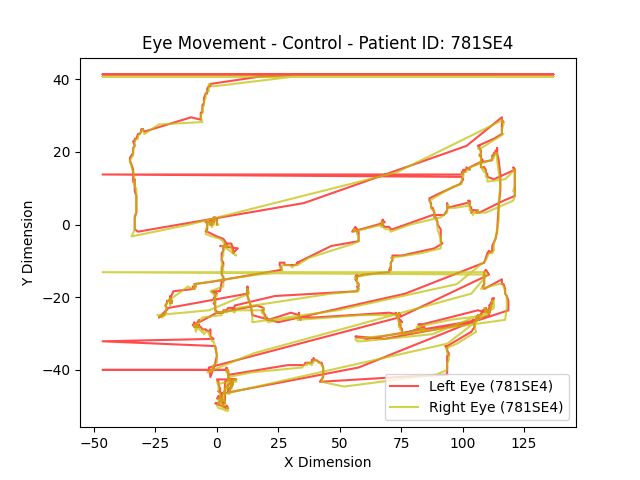 Eye Movement - Control - Patient ID: 781SE4
Y Dimension
40
20
0
−20
−40
−50
−25
0
25
50
75
100
125
X Dimension
Left Eye (781SE4)
Right Eye (781SE4)